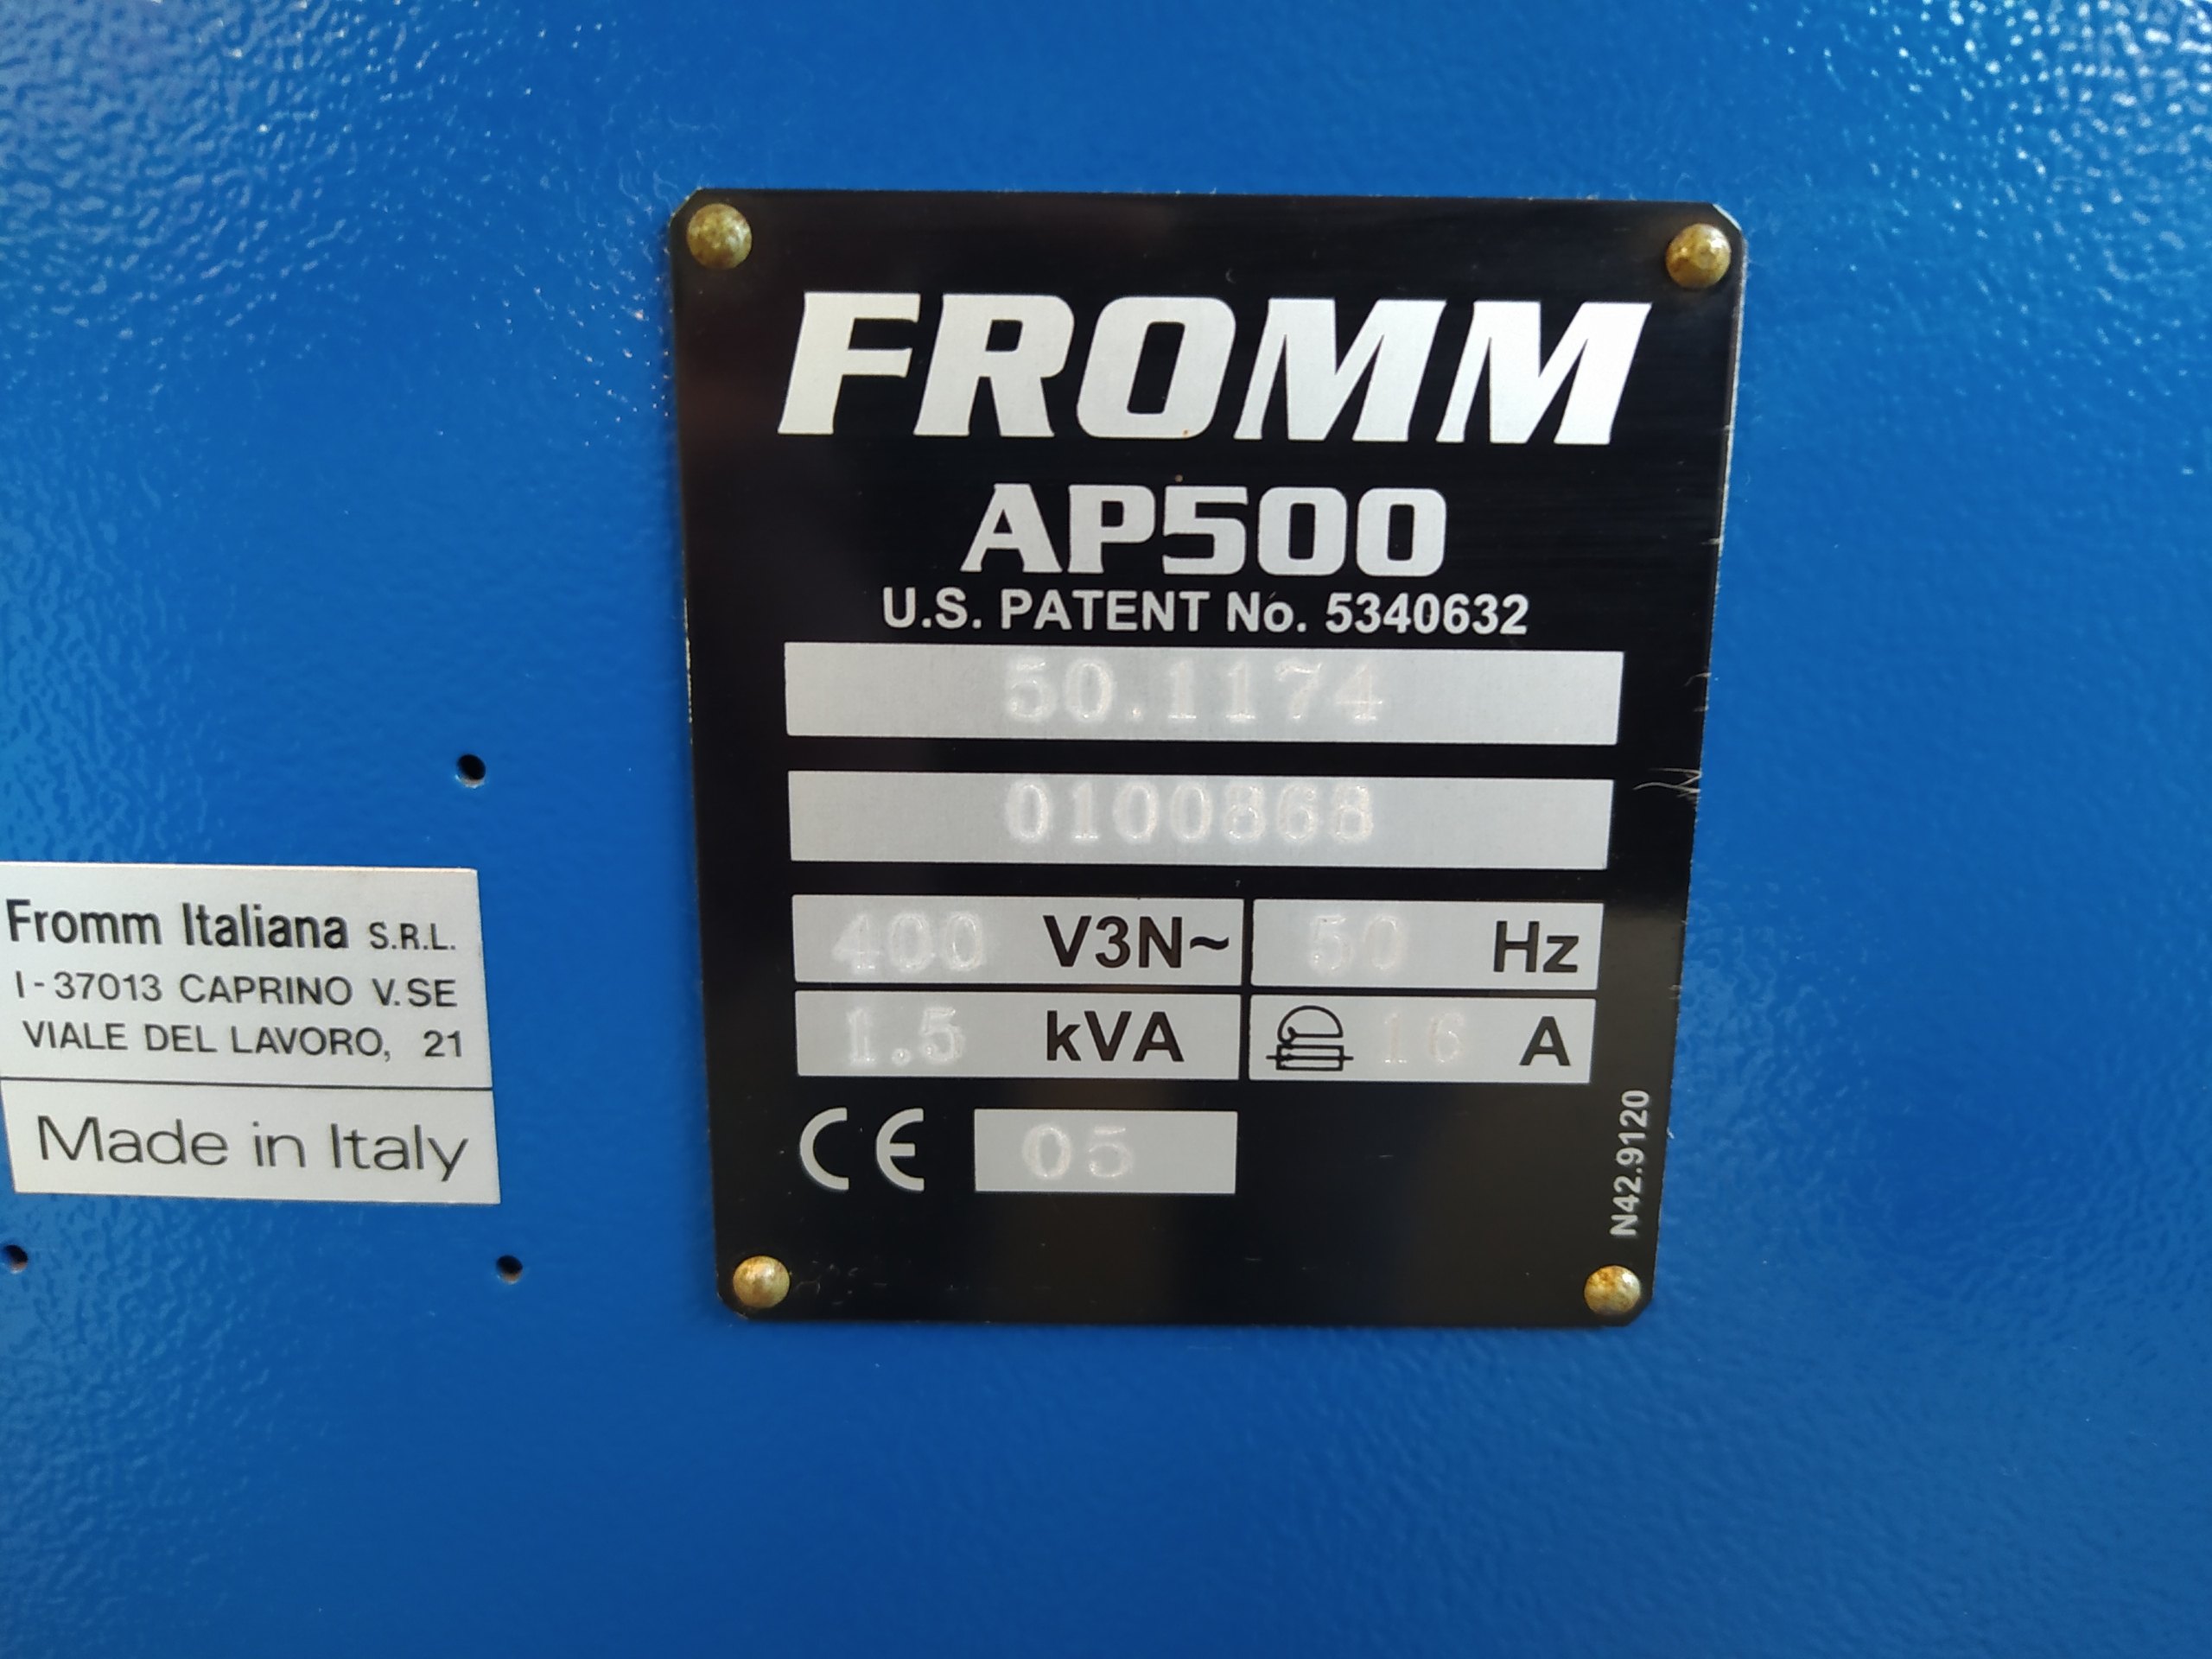 FROMM
AP500
U.S. PATENT No. 5340632
50.1174
0100868
400 V3N~ 50 Hz
1.5 kVA 16 A
CE 05
N42.9120
Fromm Italiana S.R.L.
I-37013 CAPRINO V.SE
VIALE DEL LAVORO, 21
Made in Italy